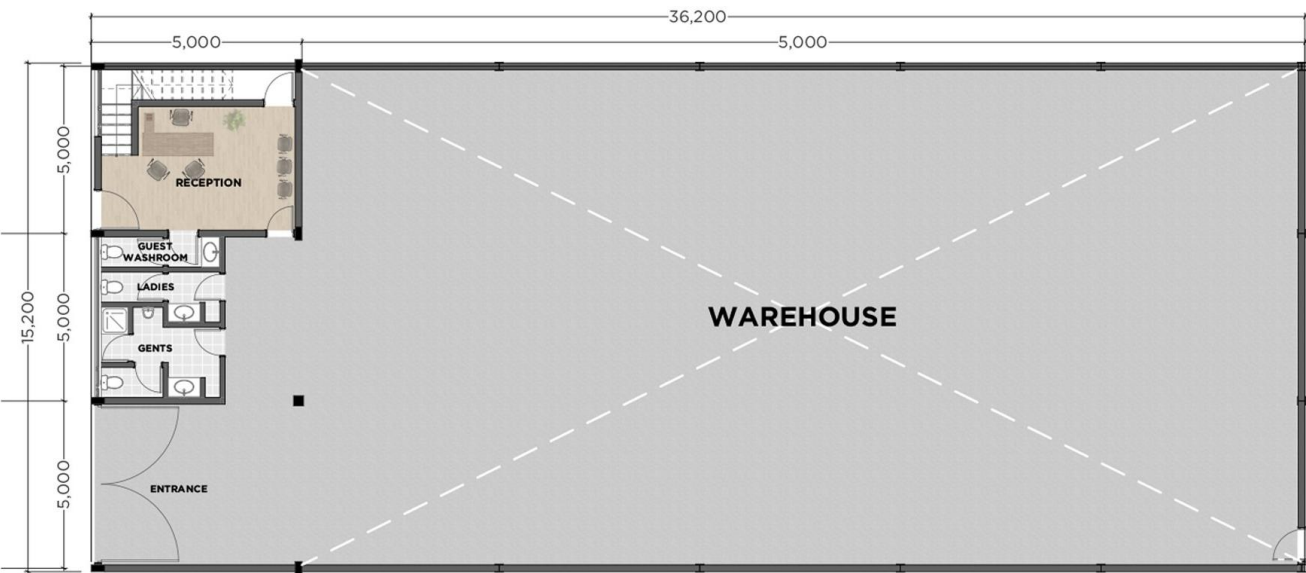 36,200
5,000
5,000
5,000
RECEPTION
GUEST
WASHROOM
LADIES
15,200
5,000
WAREHOUSE
GENTS
5,000
ENTRANCE